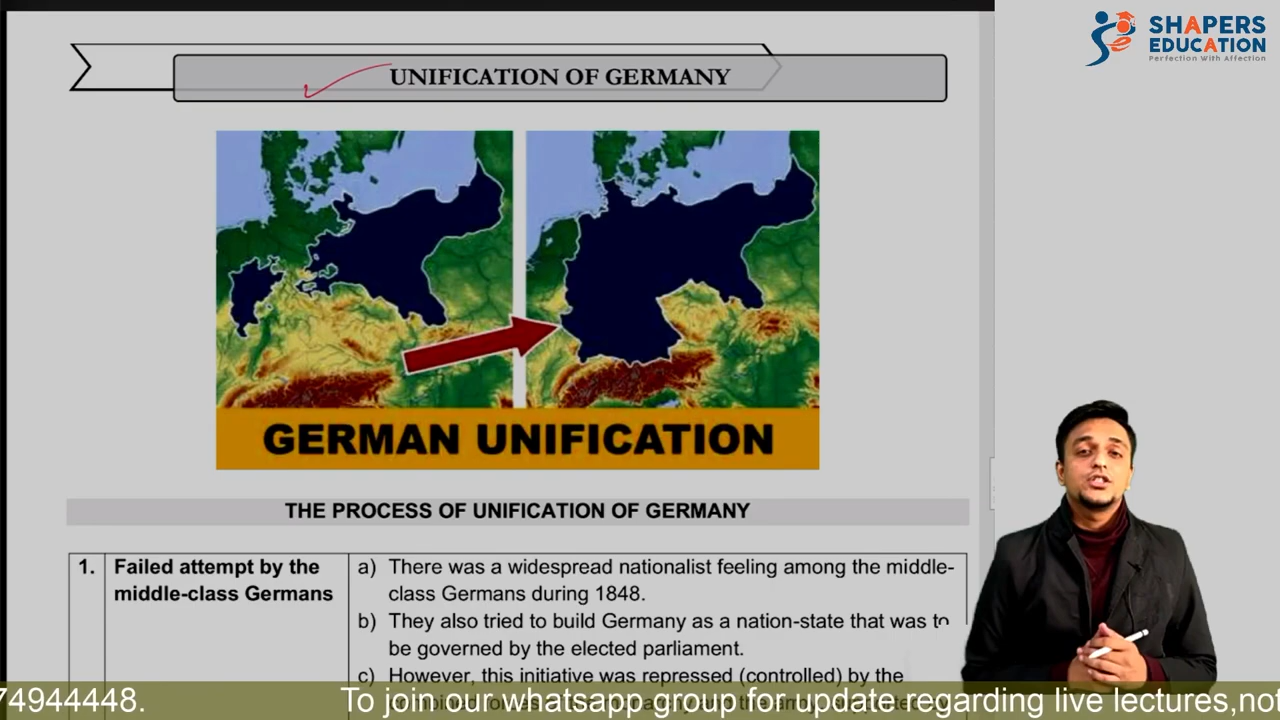 SHAPERS
EDUCATION
Perfection With Affection
UNIFICATION OF GERMANY
GERMAN UNIFICATION
THE PROCESS OF UNIFICATION OF GERMANY
1. Failed attempt by the
middle-class Germans
a) There was a widespread nationalist feeling among the middle-
class Germans during 1848.
b) They also tried to build Germany as a nation-state that was to
be governed by the elected parliament.
c) However, this initiative was repressed (controlled) by the
74944448. To join our whatsapp group for update regarding live lectures,not